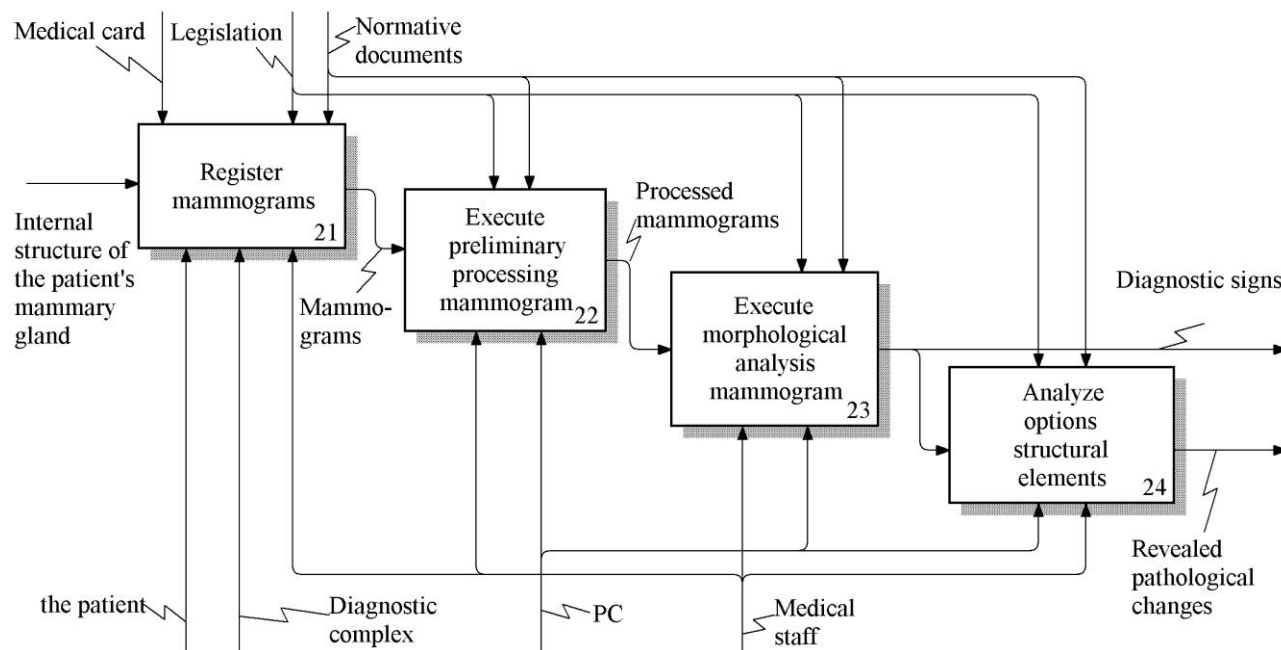 Medical card
Legislation
Normative
documents
Register
mammograms
21
Internal
structure of
the patient's
mammary
gland
Mammo-
grams
Execute
preliminary
processing
mammogram
22
Processed
mammograms
Execute
morphological
analysis
mammogram
23
Diagnostic signs
Analyze
options
structural
elements
24
Revealed
pathological
changes
the patient
Diagnostic
complex
PC
Medical
staff